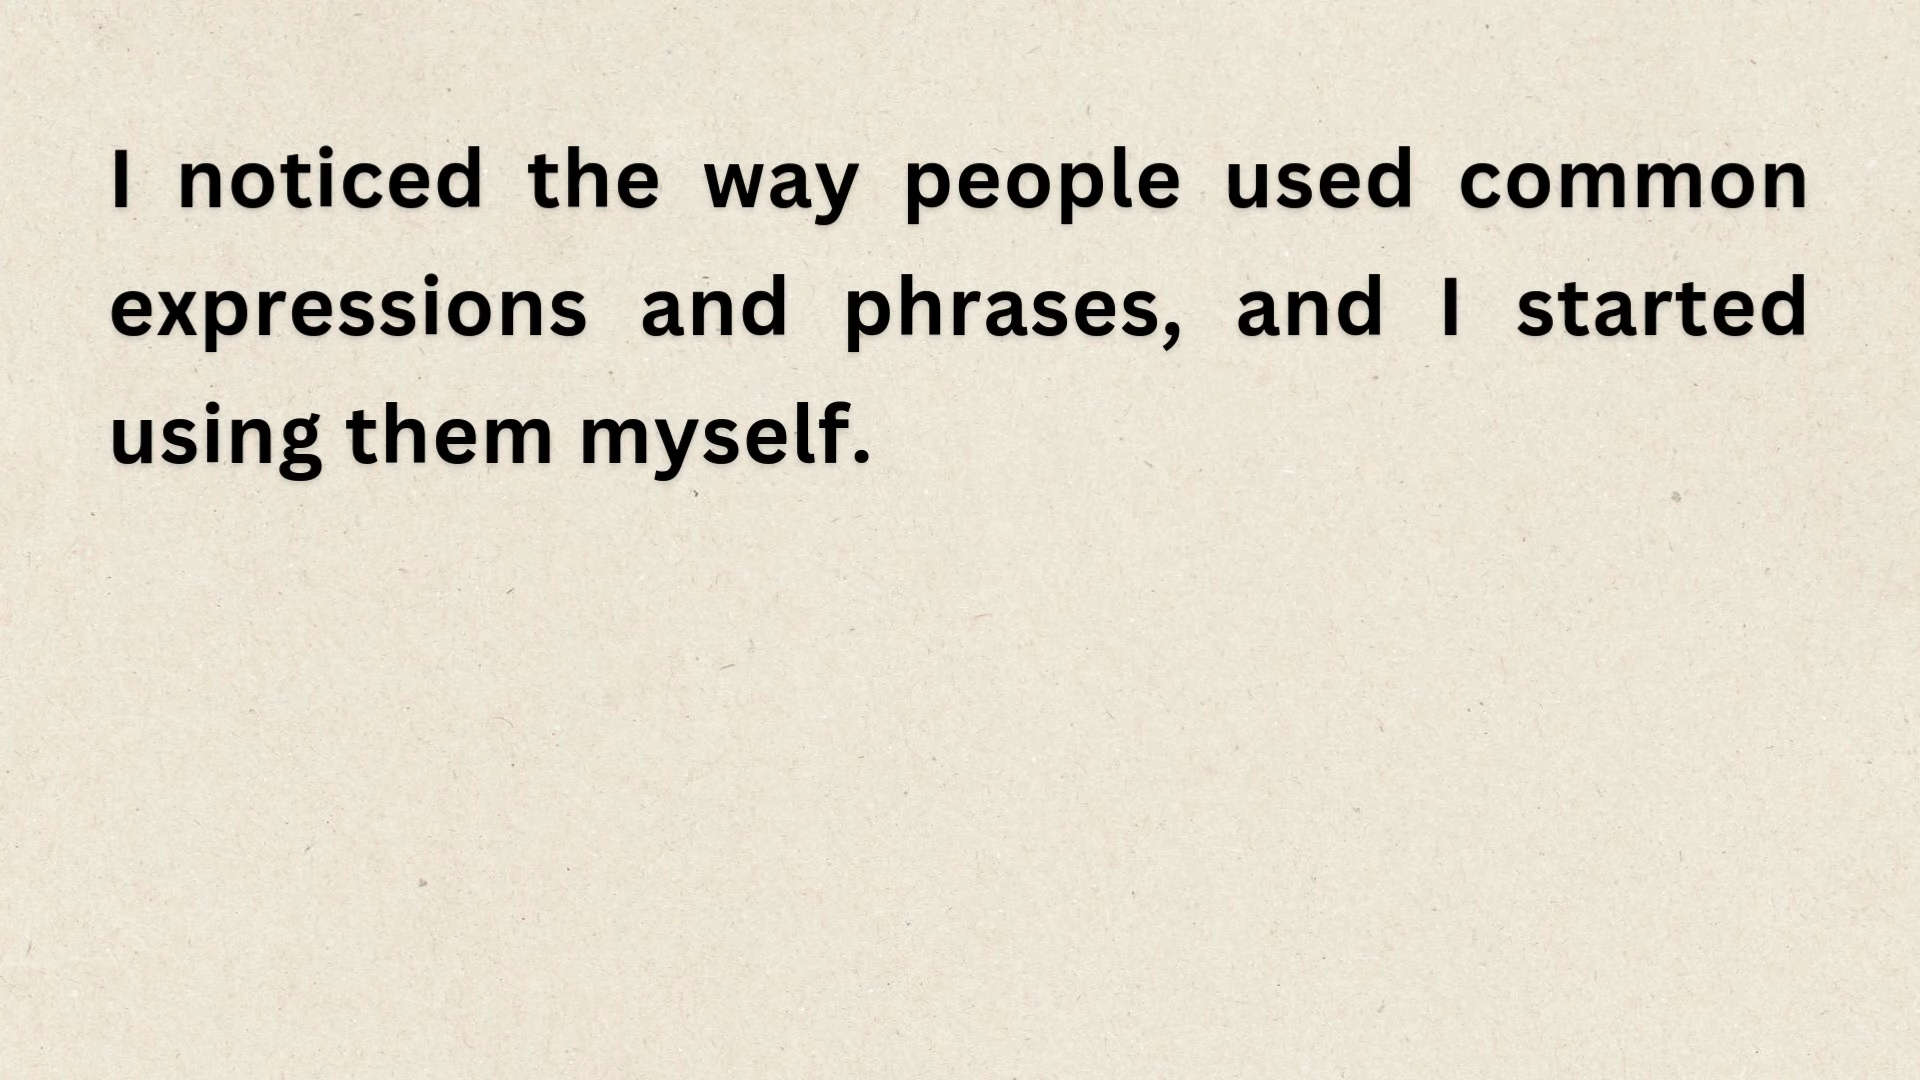 I noticed the way people used common
expressions and phrases, and I started
using them myself.